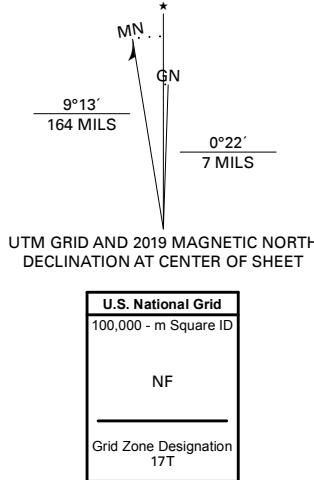 ★
MN
GN
9°13´
164 MILS
0°22´
7 MILS
UTM GRID AND 2019 MAGNETIC NORTH
DECLINATION AT CENTER OF SHEET
U.S. National Grid
100,000 - m Square ID
NF
Grid Zone Designation
17T